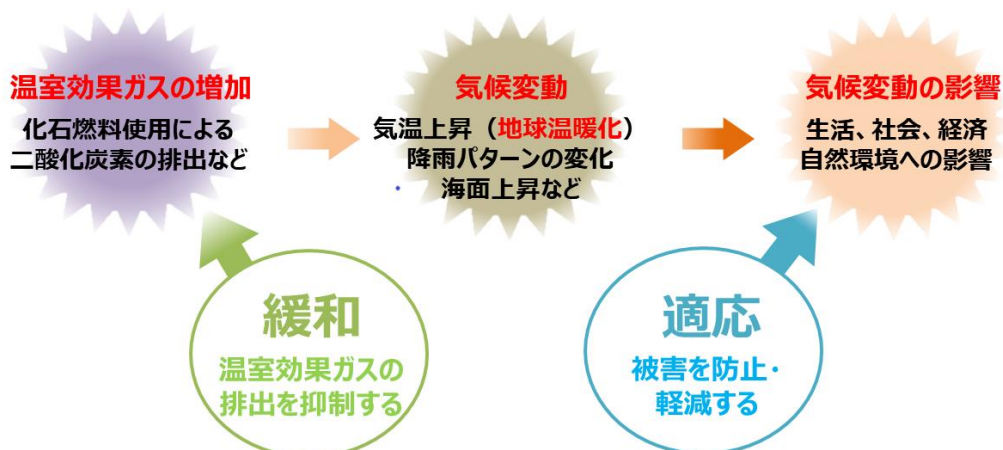 温室効果ガスの増加
化石燃料使用による
二酸化炭素の排出など
気候変動
気温上昇（地球温暖化）
降雨パターンの変化
海面上昇など
気候変動の影響
生活、社会、経済
自然環境への影響
緩和
温室効果ガスの
排出を抑制する
適応
被害を防止・
軽減する